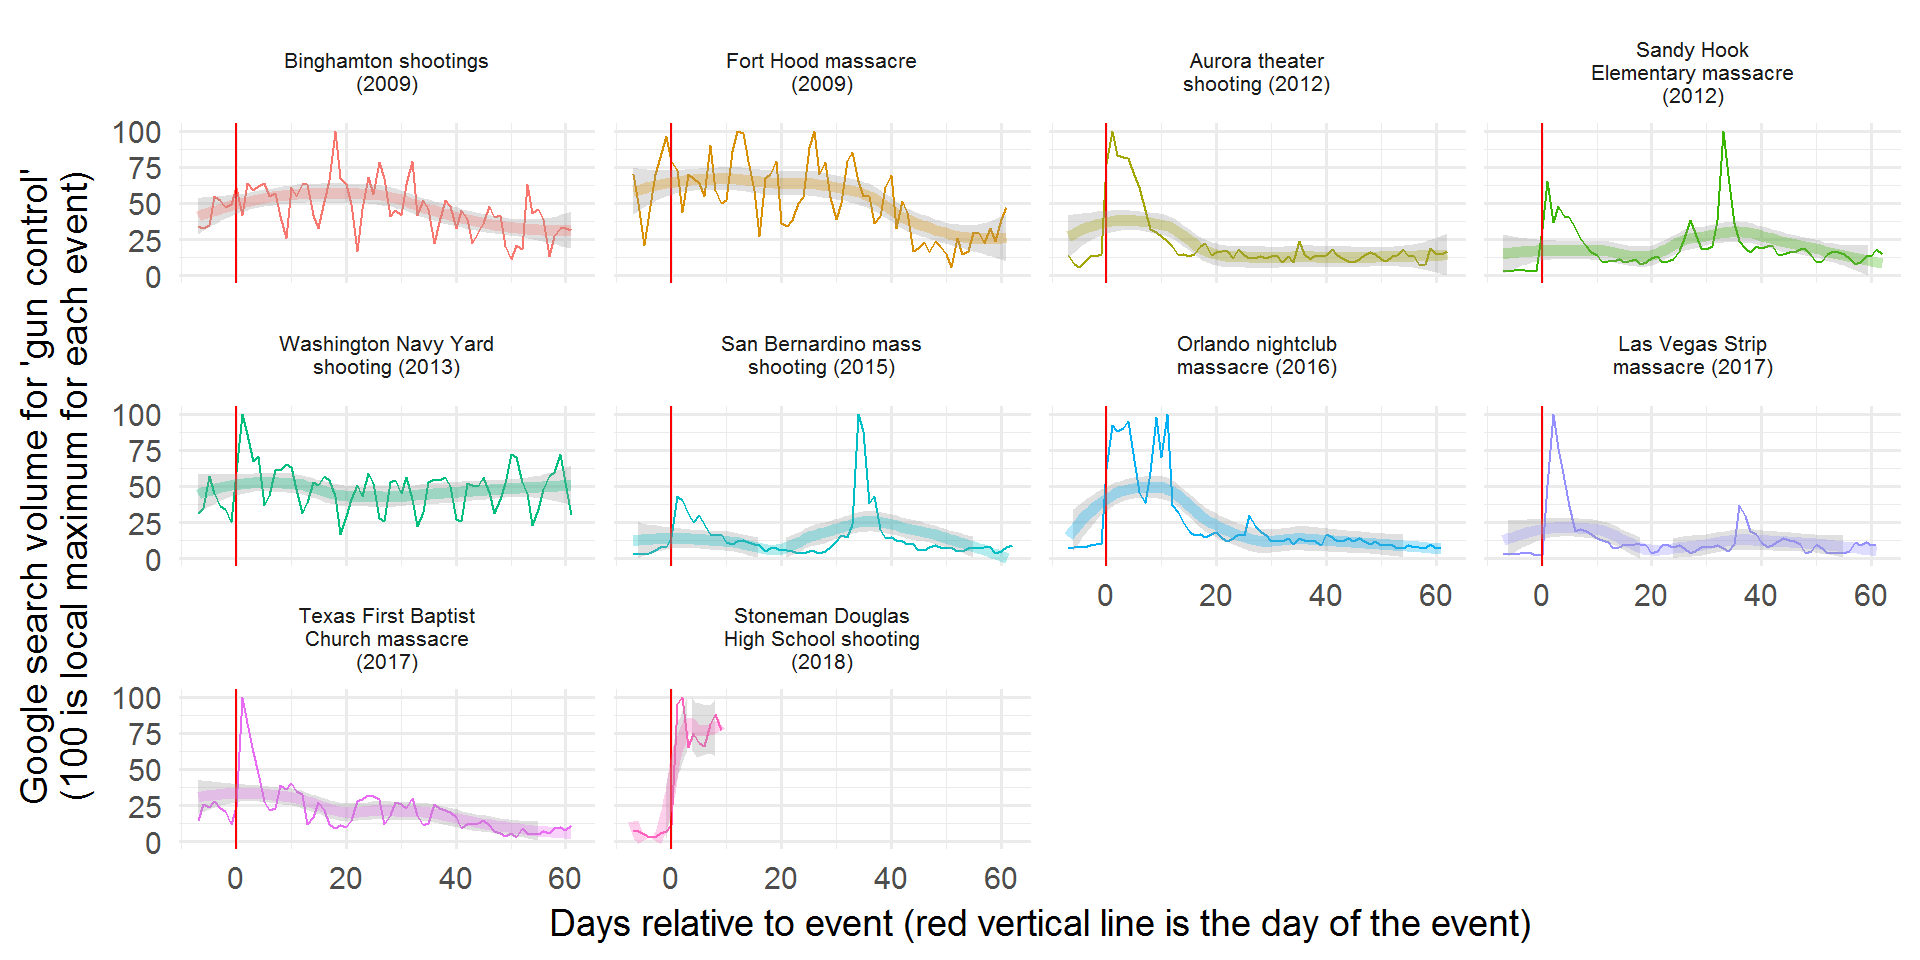 Binghamton shootings
(2009)
Fort Hood massacre
(2009)
Aurora theater
shooting (2012)
Sandy Hook
Elementary massacre
(2012)
100
75
50
25
0
Washington Navy Yard
shooting (2013)
San Bernardino mass
shooting (2015)
Orlando nightclub
massacre (2016)
Las Vegas Strip
massacre (2017)
100
75
50
25
0
0 20 40 60
0 20 40 60
Texas First Baptist
Church massacre
(2017)
Stoneman Douglas
High School shooting
(2018)
100
75
50
25
0
0 20 40 60
0 20 40 60
Google search volume for 'gun control'
(100 is local maximum for each event)
Days relative to event (red vertical line is the day of the event)